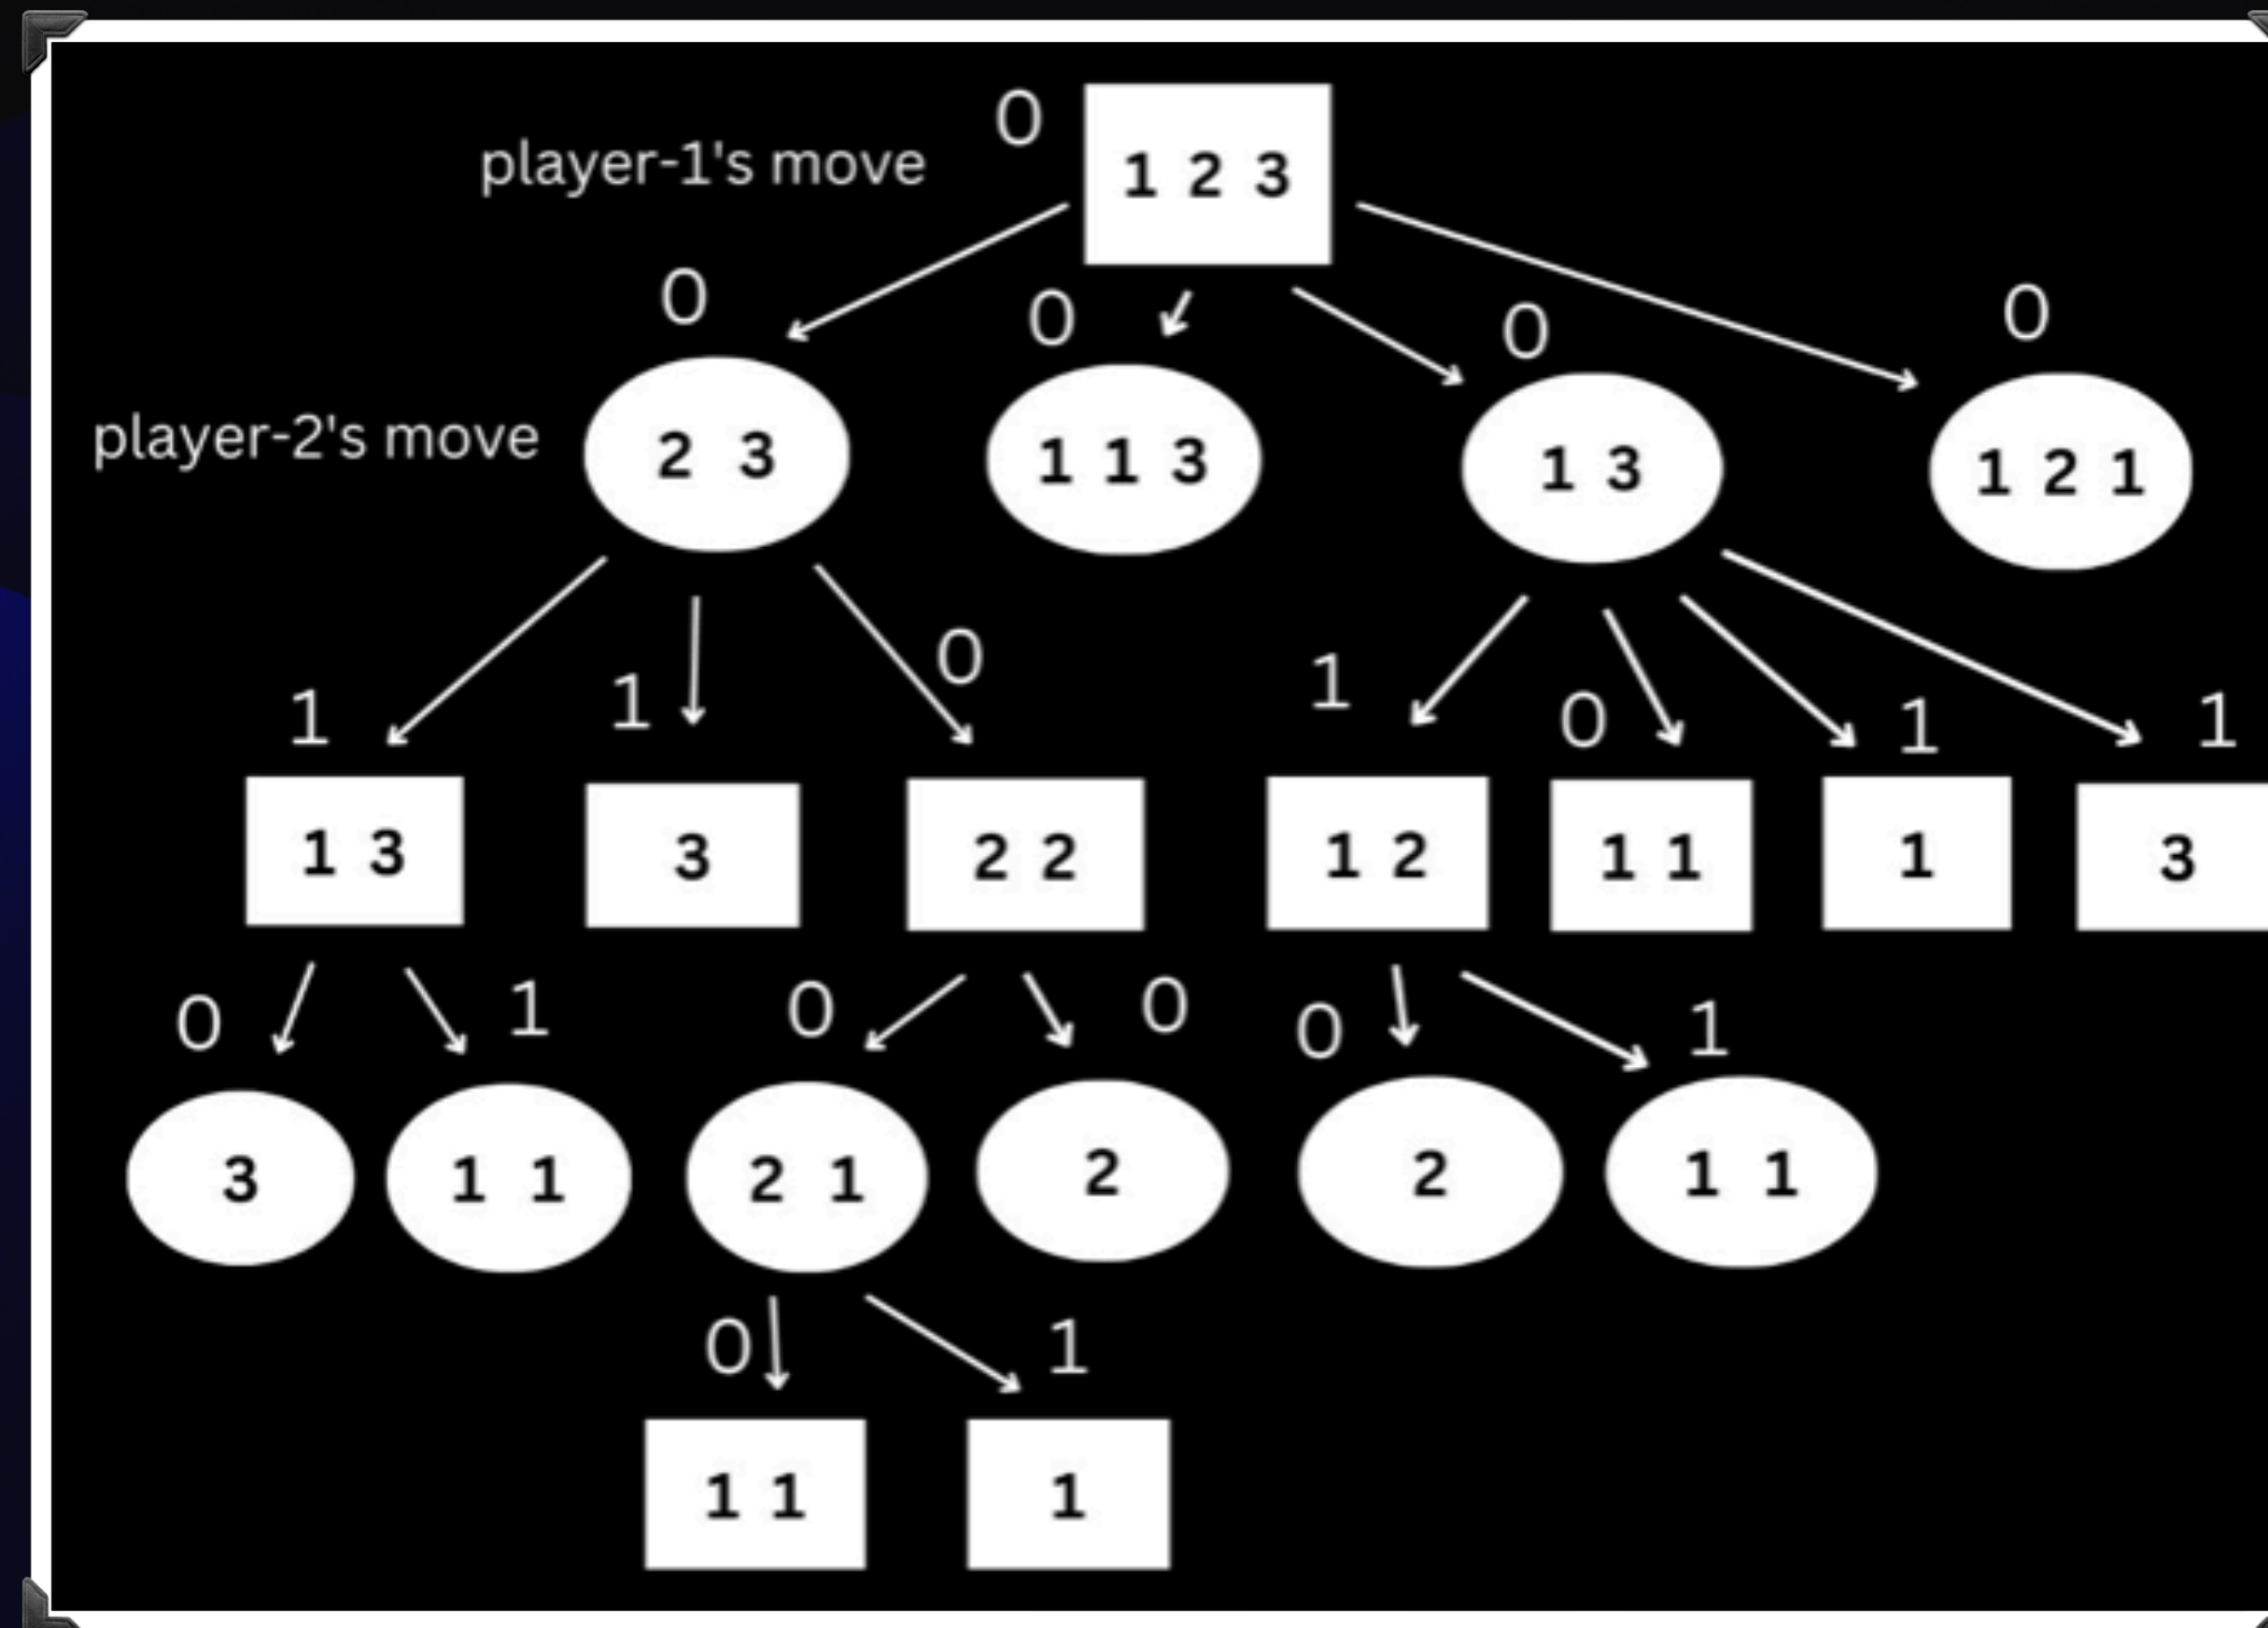 0
player-1's move 1 2 3
0 0 0 0
player-2's move 2 3 1 1 3 1 3 1 2 1
1 1 0 1 0 1 1
1 3 3 2 2 1 2 1 1 1 3
0 1 0 0 0 1
3 1 1 2 1 2 2 1 1
0 1
1 1 1